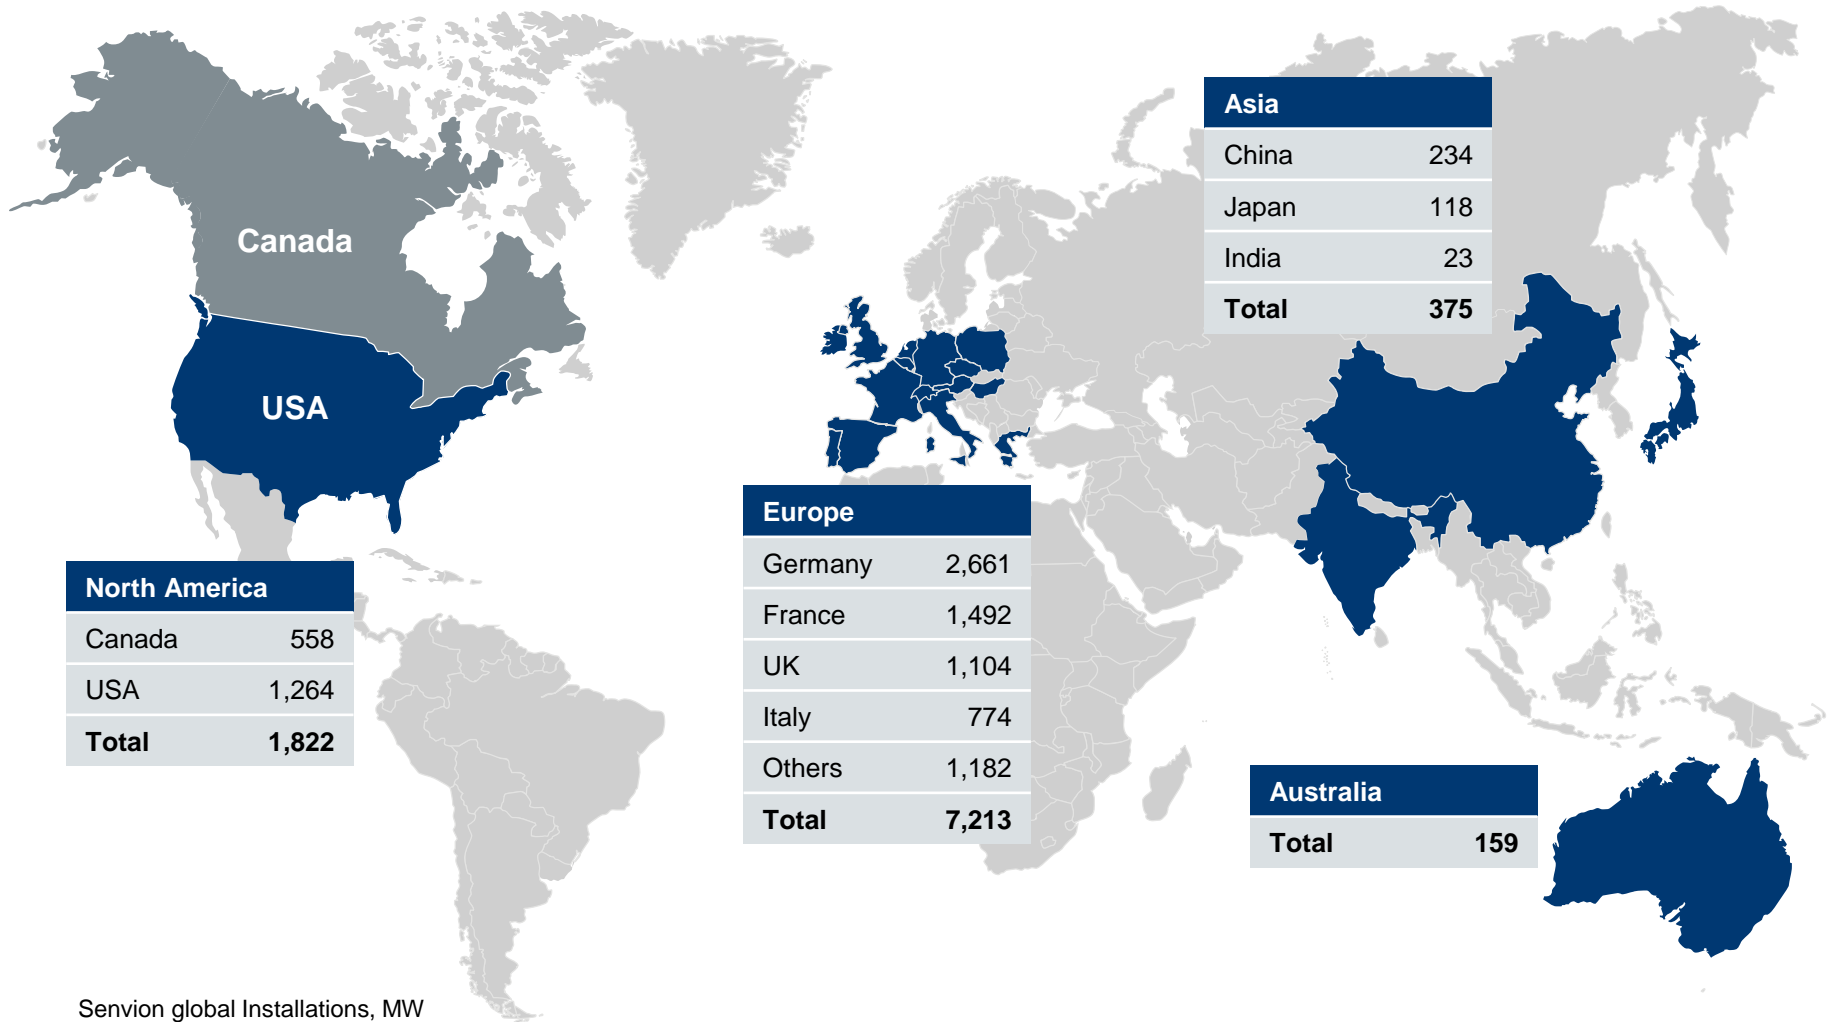 Canada
USA
North America
Canada 558
USA 1,264
Total 1,822
Europe
Germany 2,661
France 1,492
UK 1,104
Italy 774
Others 1,182
Total 7,213
Asia
China 234
Japan 118
India 23
Total 375
Australia
Total 159
Senvion global Installations, MW